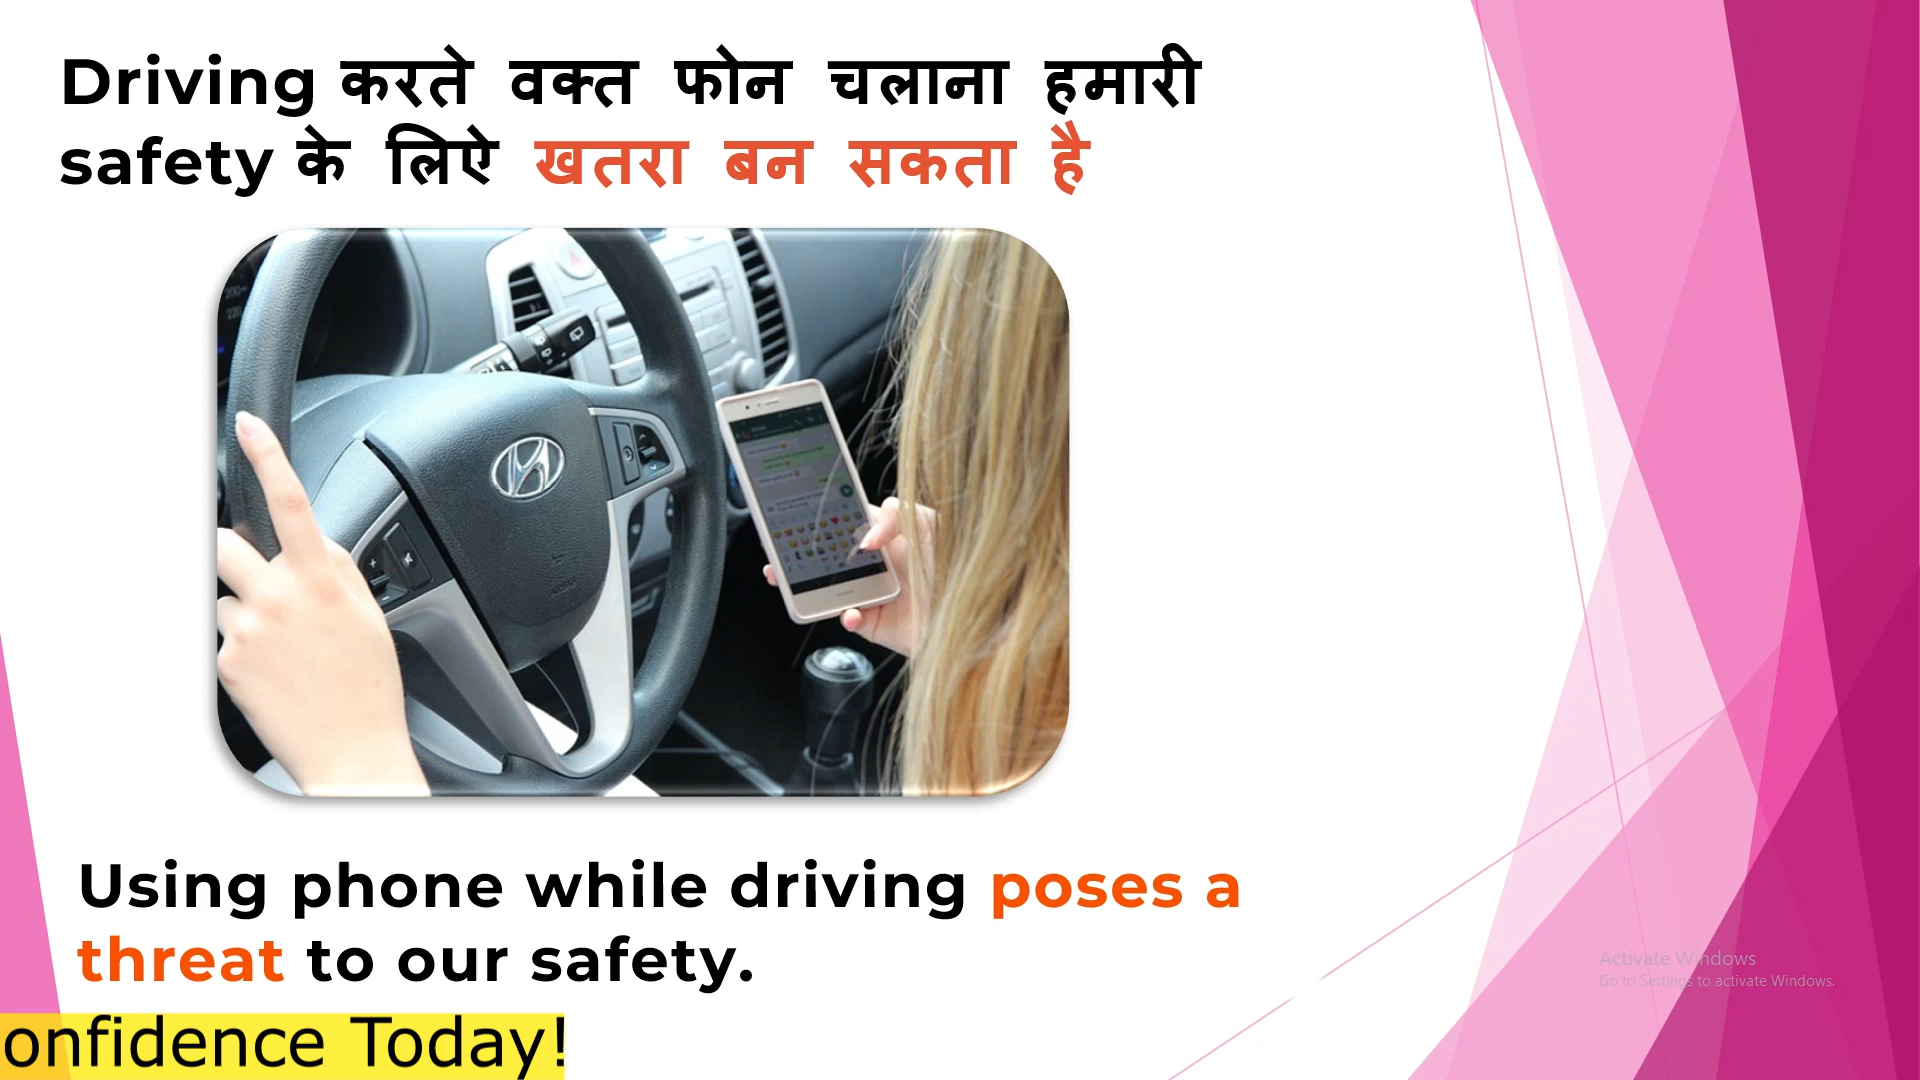 Driving करते वक्त फोन चलाना हमारी
safety के लिऐ खतरा बन सकता है
Using phone while driving poses a
threat to our safety.
Activate Windows
Go to Settings to activate Windows.
onfidence Today!